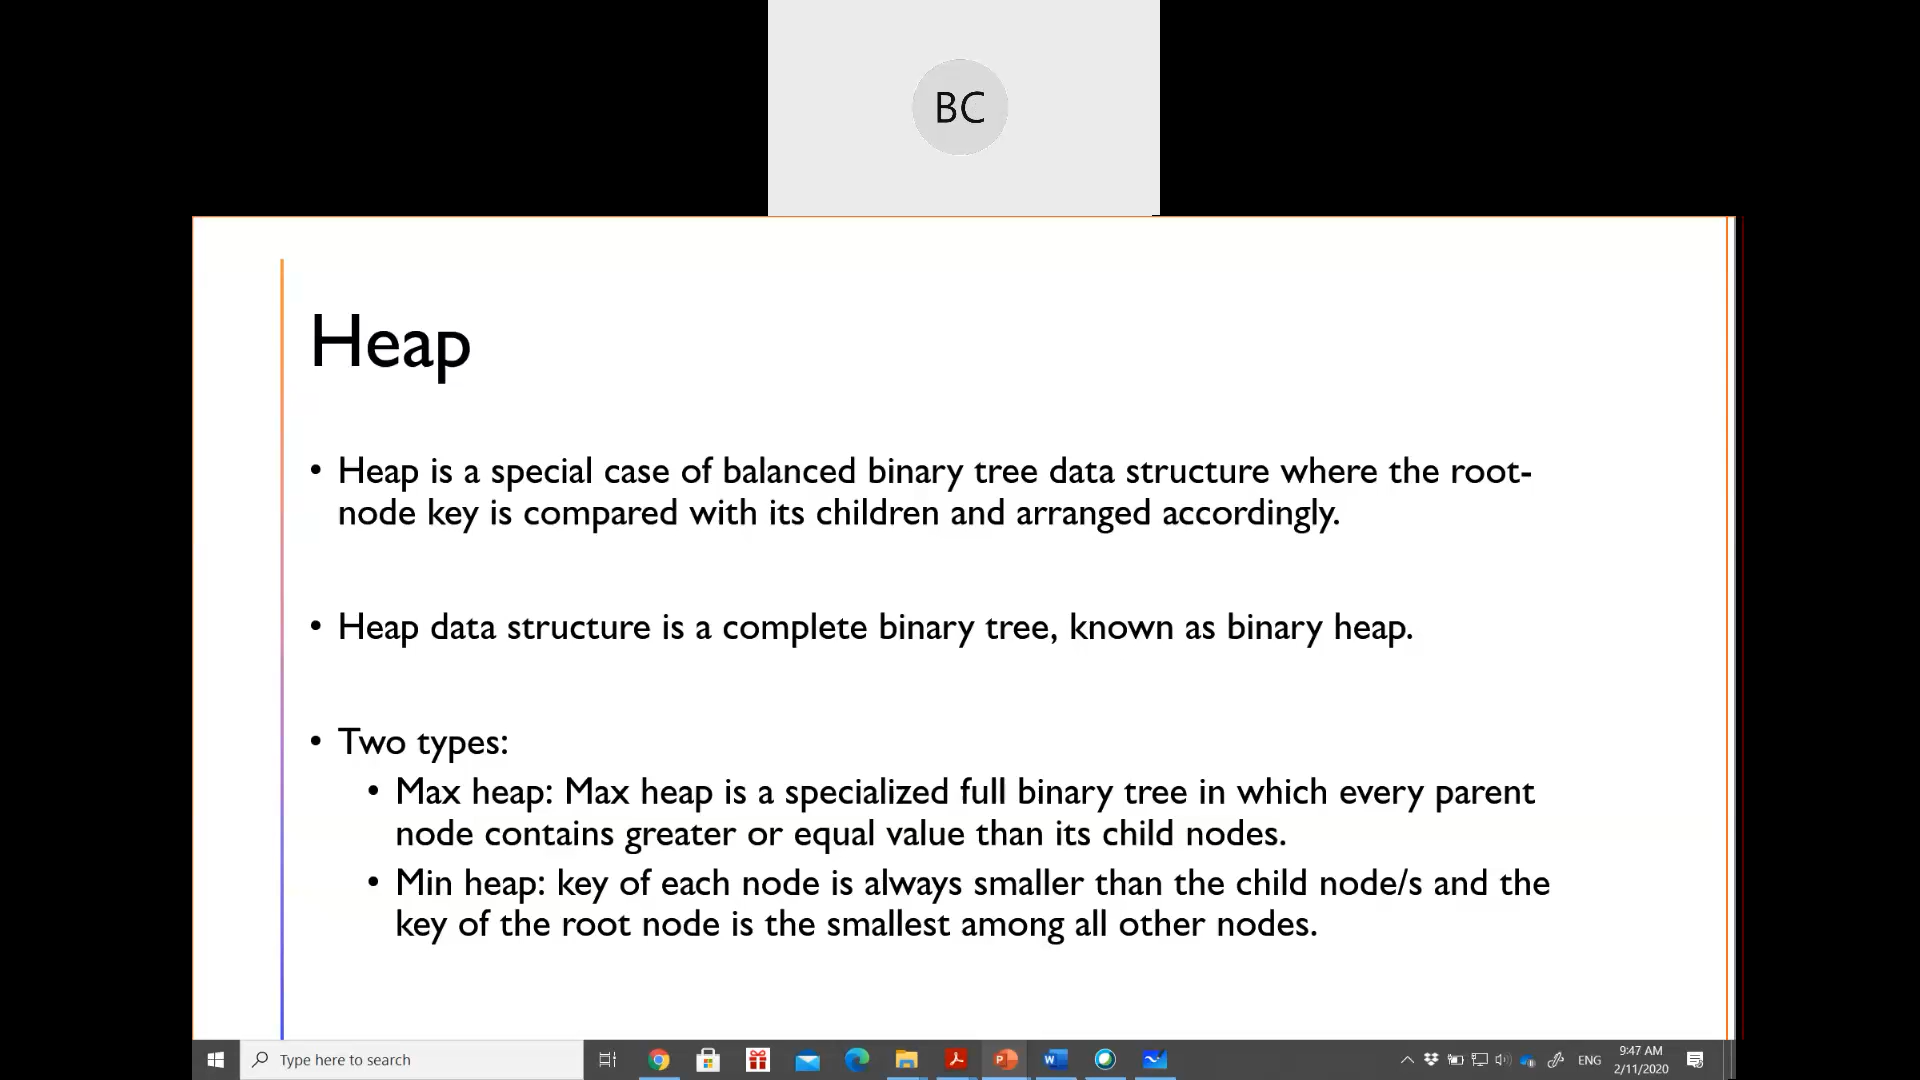 BC
Heap
• Heap is a special case of balanced binary tree data structure where the root-
node key is compared with its children and arranged accordingly.
• Heap data structure is a complete binary tree, known as binary heap.
• Two types:
• Max heap: Max heap is a specialized full binary tree in which every parent
node contains greater or equal value than its child nodes.
• Min heap: key of each node is always smaller than the child node/s and the
key of the root node is the smallest among all other nodes.
Type here to search
ENG
9:47 AM
2/11/2020